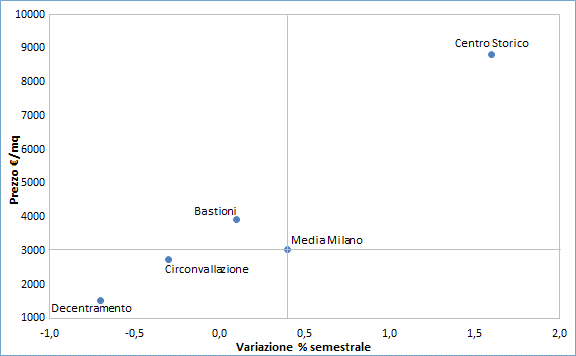 10000
9000
8000
7000
6000
5000
4000
3000
2000
1000
Prezzo €/mq
Centro Storico
Bastioni
Media Milano
Circonvallazione
Decentramento
-1,0 -0,5 0,0 0,5 1,0 1,5 2,0
Variazione % semestrale